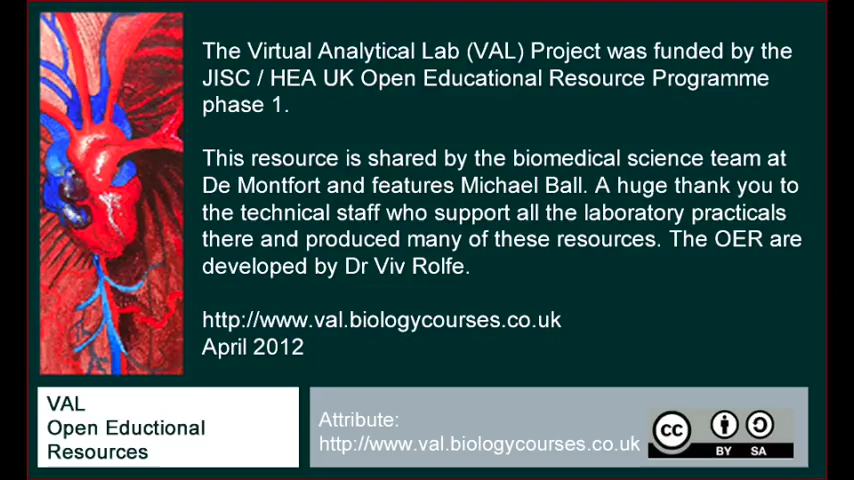 The Virtual Analytical Lab (VAL) Project was funded by the
JISC / HEA UK Open Educational Resource Programme
phase 1.
This resource is shared by the biomedical science team at
De Montfort and features Michael Ball. A huge thank you to
the technical staff who support all the laboratory practicals
there and produced many of these resources. The OER are
developed by Dr Viv Rolfe.
http://www.val.biologycourses.co.uk
April 2012
VAL
Open Eductional
Resources
Attribute:
http://www.val.biologycourses.co.uk
cc
BY SA